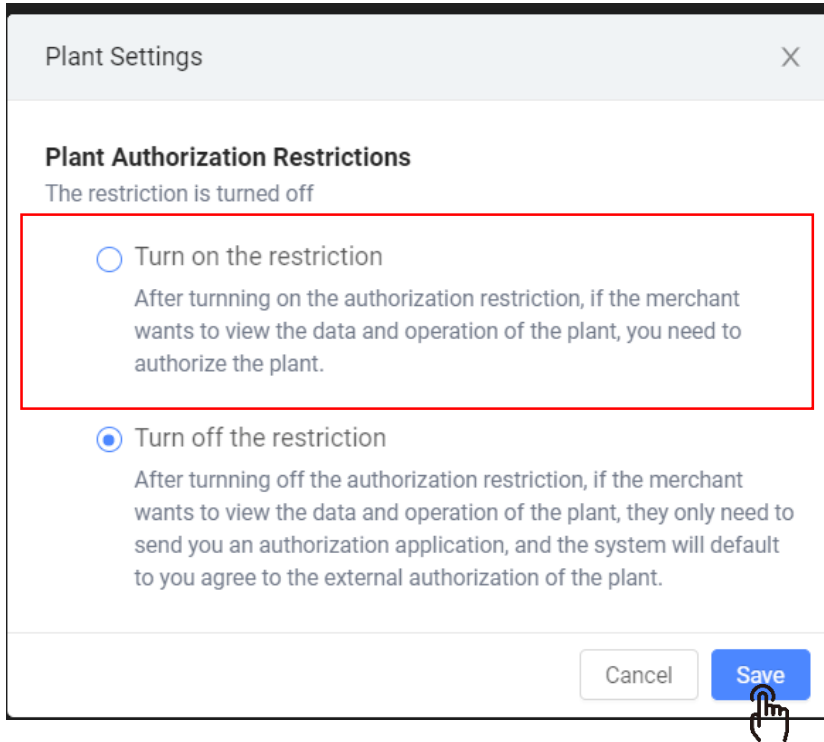 Plant Settings
Plant Authorization Restrictions
The restriction is turned off
Turn on the restriction
After turnning on the authorization restriction, if the merchant
wants to view the data and operation of the plant, you need to
authorize the plant.
Turn off the restriction
After turnning off the authorization restriction, if the merchant
wants to view the data and operation of the plant, they only need to
send you an authorization application, and the system will default
to you agree to the external authorization of the plant.
Cancel Save